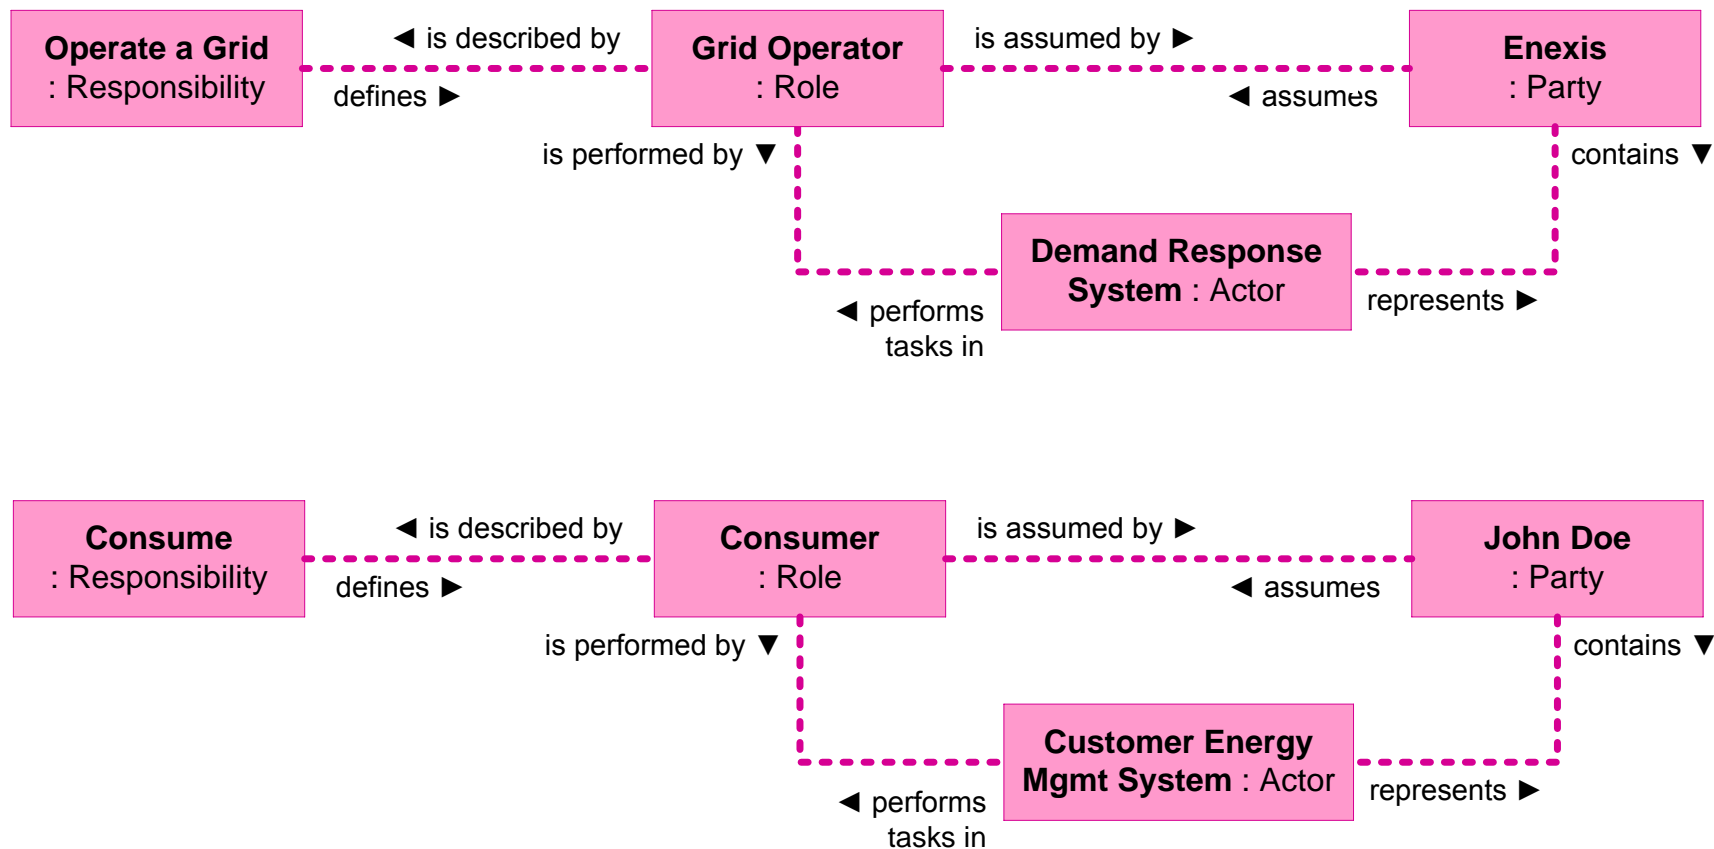 Operate a Grid
: Responsibility
◄ is described by
defines ►
Grid Operator
: Role
is assumed by ►
◄ assumes
Enexis
: Party
is performed by ▼
contains ▼
Demand Response
System : Actor
◄ performs
tasks in
represents ►
Consume
: Responsibility
◄ is described by
defines ►
Consumer
: Role
is assumed by ►
◄ assumes
John Doe
: Party
is performed by ▼
contains ▼
Customer Energy
Mgmt System : Actor
◄ performs
tasks in
represents ►